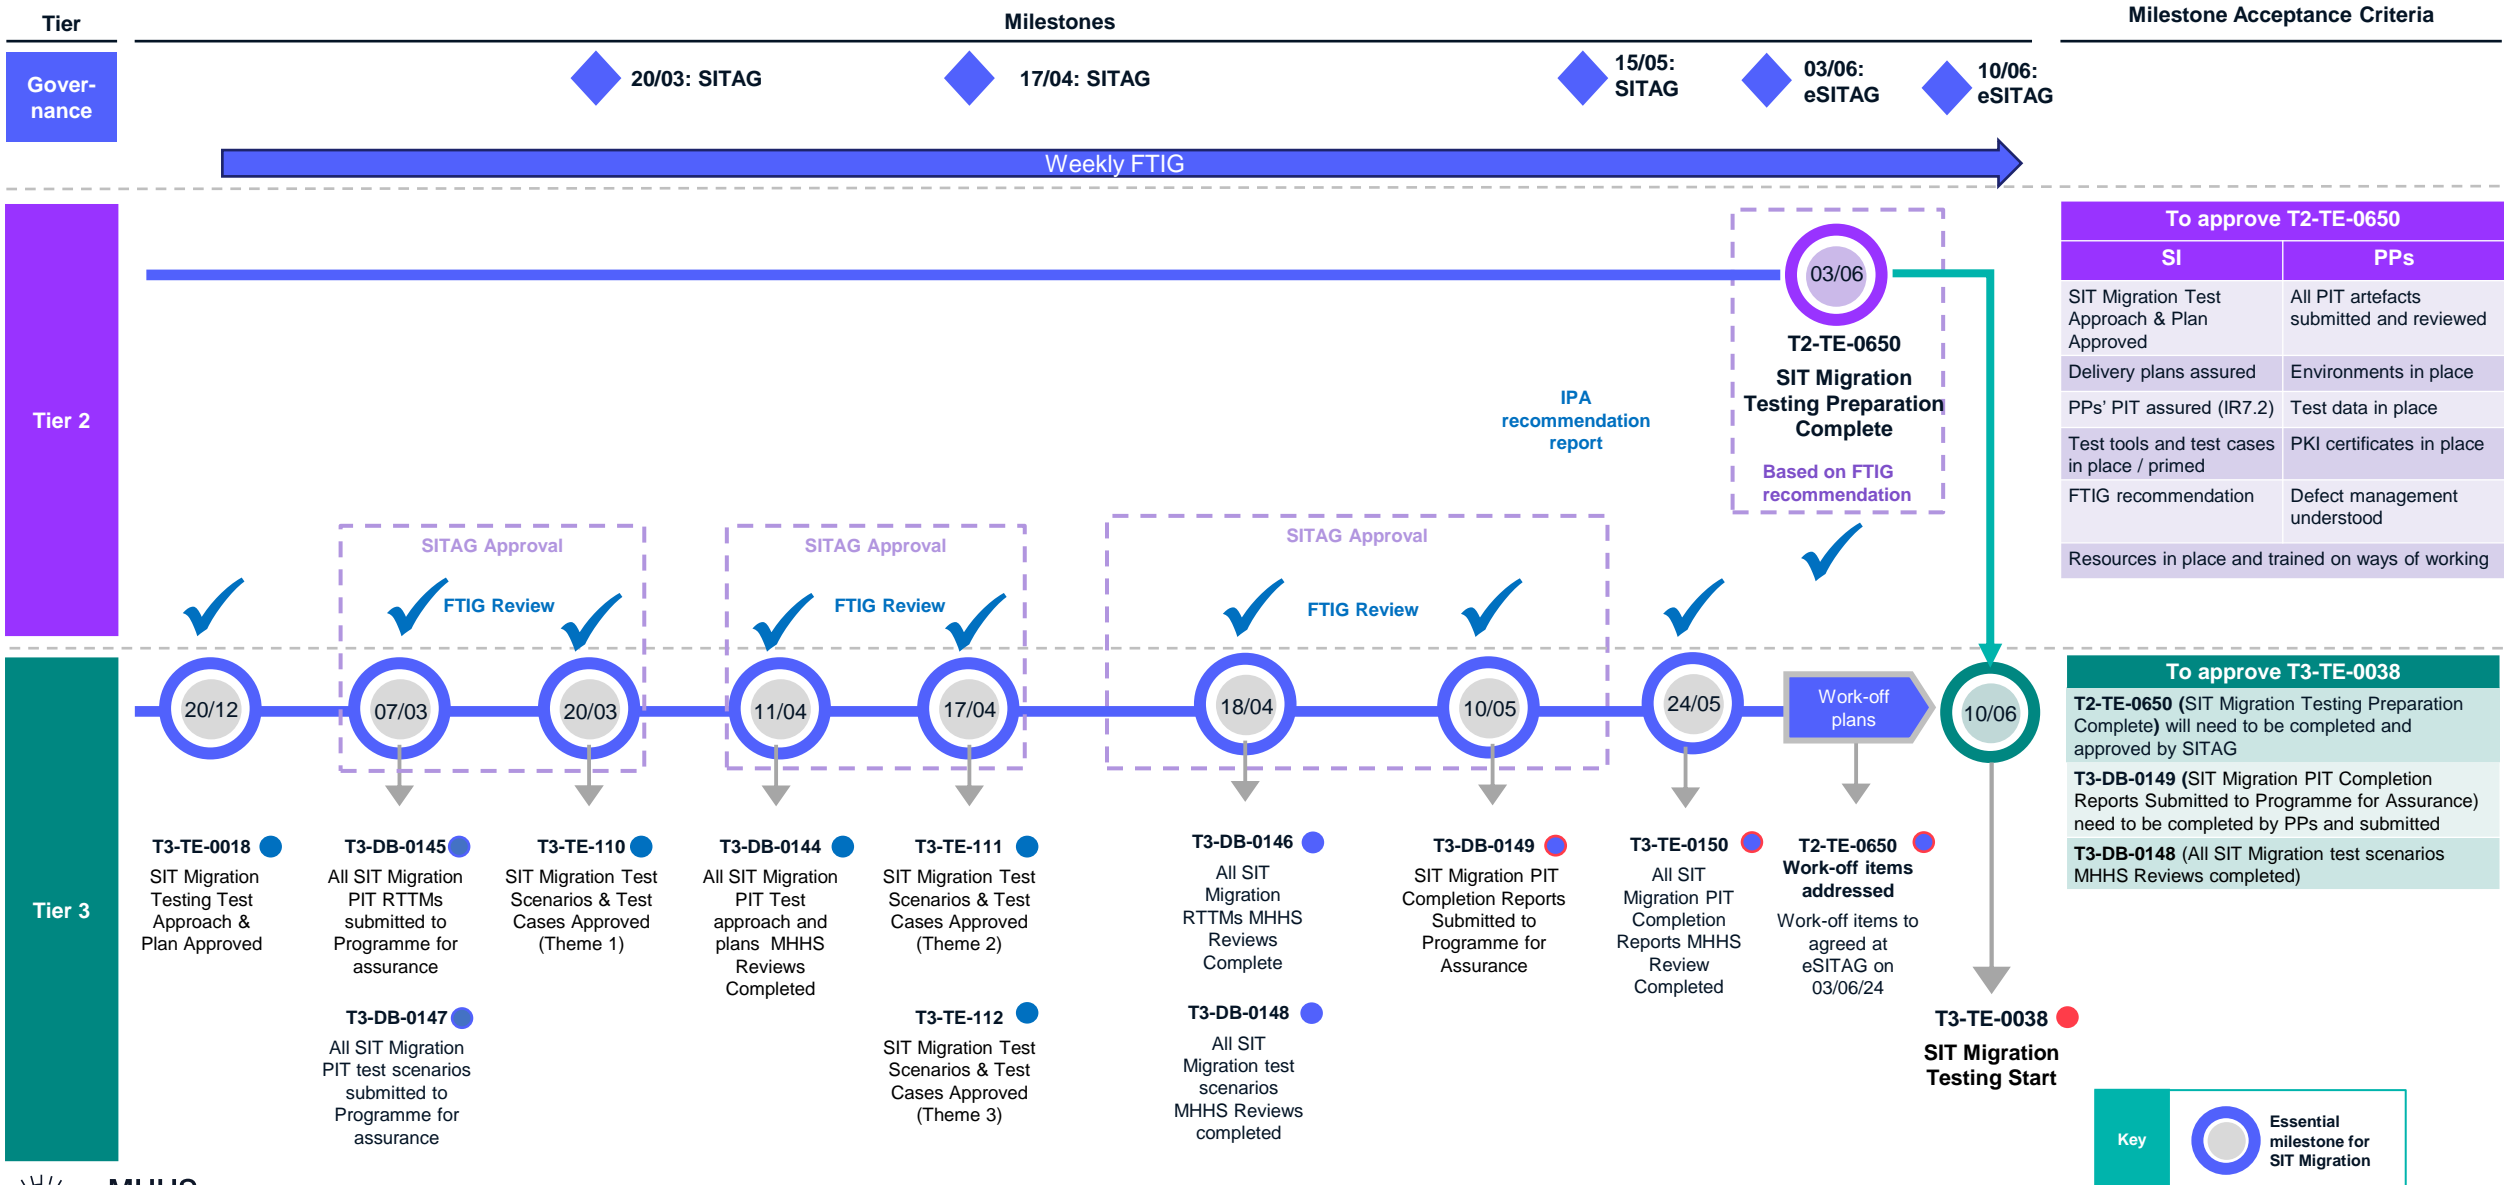 Tier
Milestones
Milestone Acceptance Criteria
Gover-
nance
20/03: SITAG
17/04: SITAG
15/05:
SITAG
03/06:
eSITAG
10/06:
eSITAG
Weekly FTIG
Tier 2
03/06
T2-TE-0650
SIT Migration
Testing Preparation
Complete
Based on FTIG
recommendation
IPA
recommendation
report
SITAG Approval
FTIG Review
SITAG Approval
FTIG Review
SITAG Approval
FTIG Review
To approve T2-TE-0650
SI
PPs
SIT Migration Test
Approach & Plan
Approved
All PIT artefacts
submitted and reviewed
Delivery plans assured
Environments in place
PPs' PIT assured (IR7.2)
Test data in place
Test tools and test cases
in place / primed
PKI certificates in place
FTIG recommendation
Defect management
understood
Resources in place and trained on ways of working
Tier 3
20/12
07/03
20/03
11/04
17/04
18/04
10/05
24/05
Work-off
plans
10/06
T3-TE-0018
SIT Migration
Testing Test
Approach &
Plan Approved
T3-DB-0145
All SIT Migration
PIT RTTMs
submitted to
Programme for
assurance
T3-DB-0147
All SIT Migration
PIT test scenarios
submitted to
Programme for
assurance
T3-TE-110
SIT Migration Test
Scenarios & Test
Cases Approved
(Theme 1)
T3-DB-0144
All SIT Migration
PIT Test
approach and
plans MHHS
Reviews
Completed
T3-TE-111
SIT Migration Test
Scenarios & Test
Cases Approved
(Theme 2)
T3-TE-112
SIT Migration Test
Scenarios & Test
Cases Approved
(Theme 3)
T3-DB-0146
All SIT
Migration
RTTMs MHHS
Reviews
Complete
T3-DB-0148
All SIT
Migration test
scenarios
MHHS Reviews
completed
T3-DB-0149
SIT Migration PIT
Completion Reports
Submitted to
Programme for
Assurance
T3-TE-0150
All SIT
Migration PIT
Completion
Reports MHHS
Review
Completed
T2-TE-0650
Work-off items
addressed
Work-off items to
agreed at
eSITAG on
03/06/24
T3-TE-0038
SIT Migration
Testing Start
To approve T3-TE-0038
T2-TE-0650 (SIT Migration Testing Preparation
Complete) will need to be completed and
approved by SITAG
T3-DB-0149 (SIT Migration PIT Completion
Reports Submitted to Programme for Assurance)
need to be completed by PPs and submitted
T3-DB-0148 (All SIT Migration test scenarios
MHHS Reviews completed)
Key
Essential
milestone for
SIT Migration
MHHS